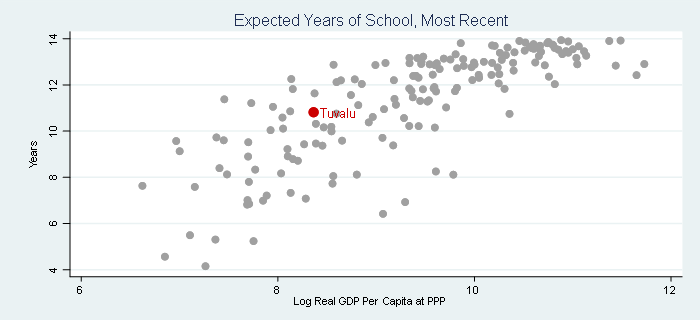 Expected Years of School, Most Recent
14
12
10
8
6
4
Years
Tuvalu
6
8
10
12
Log Real GDP Per Capita at PPP